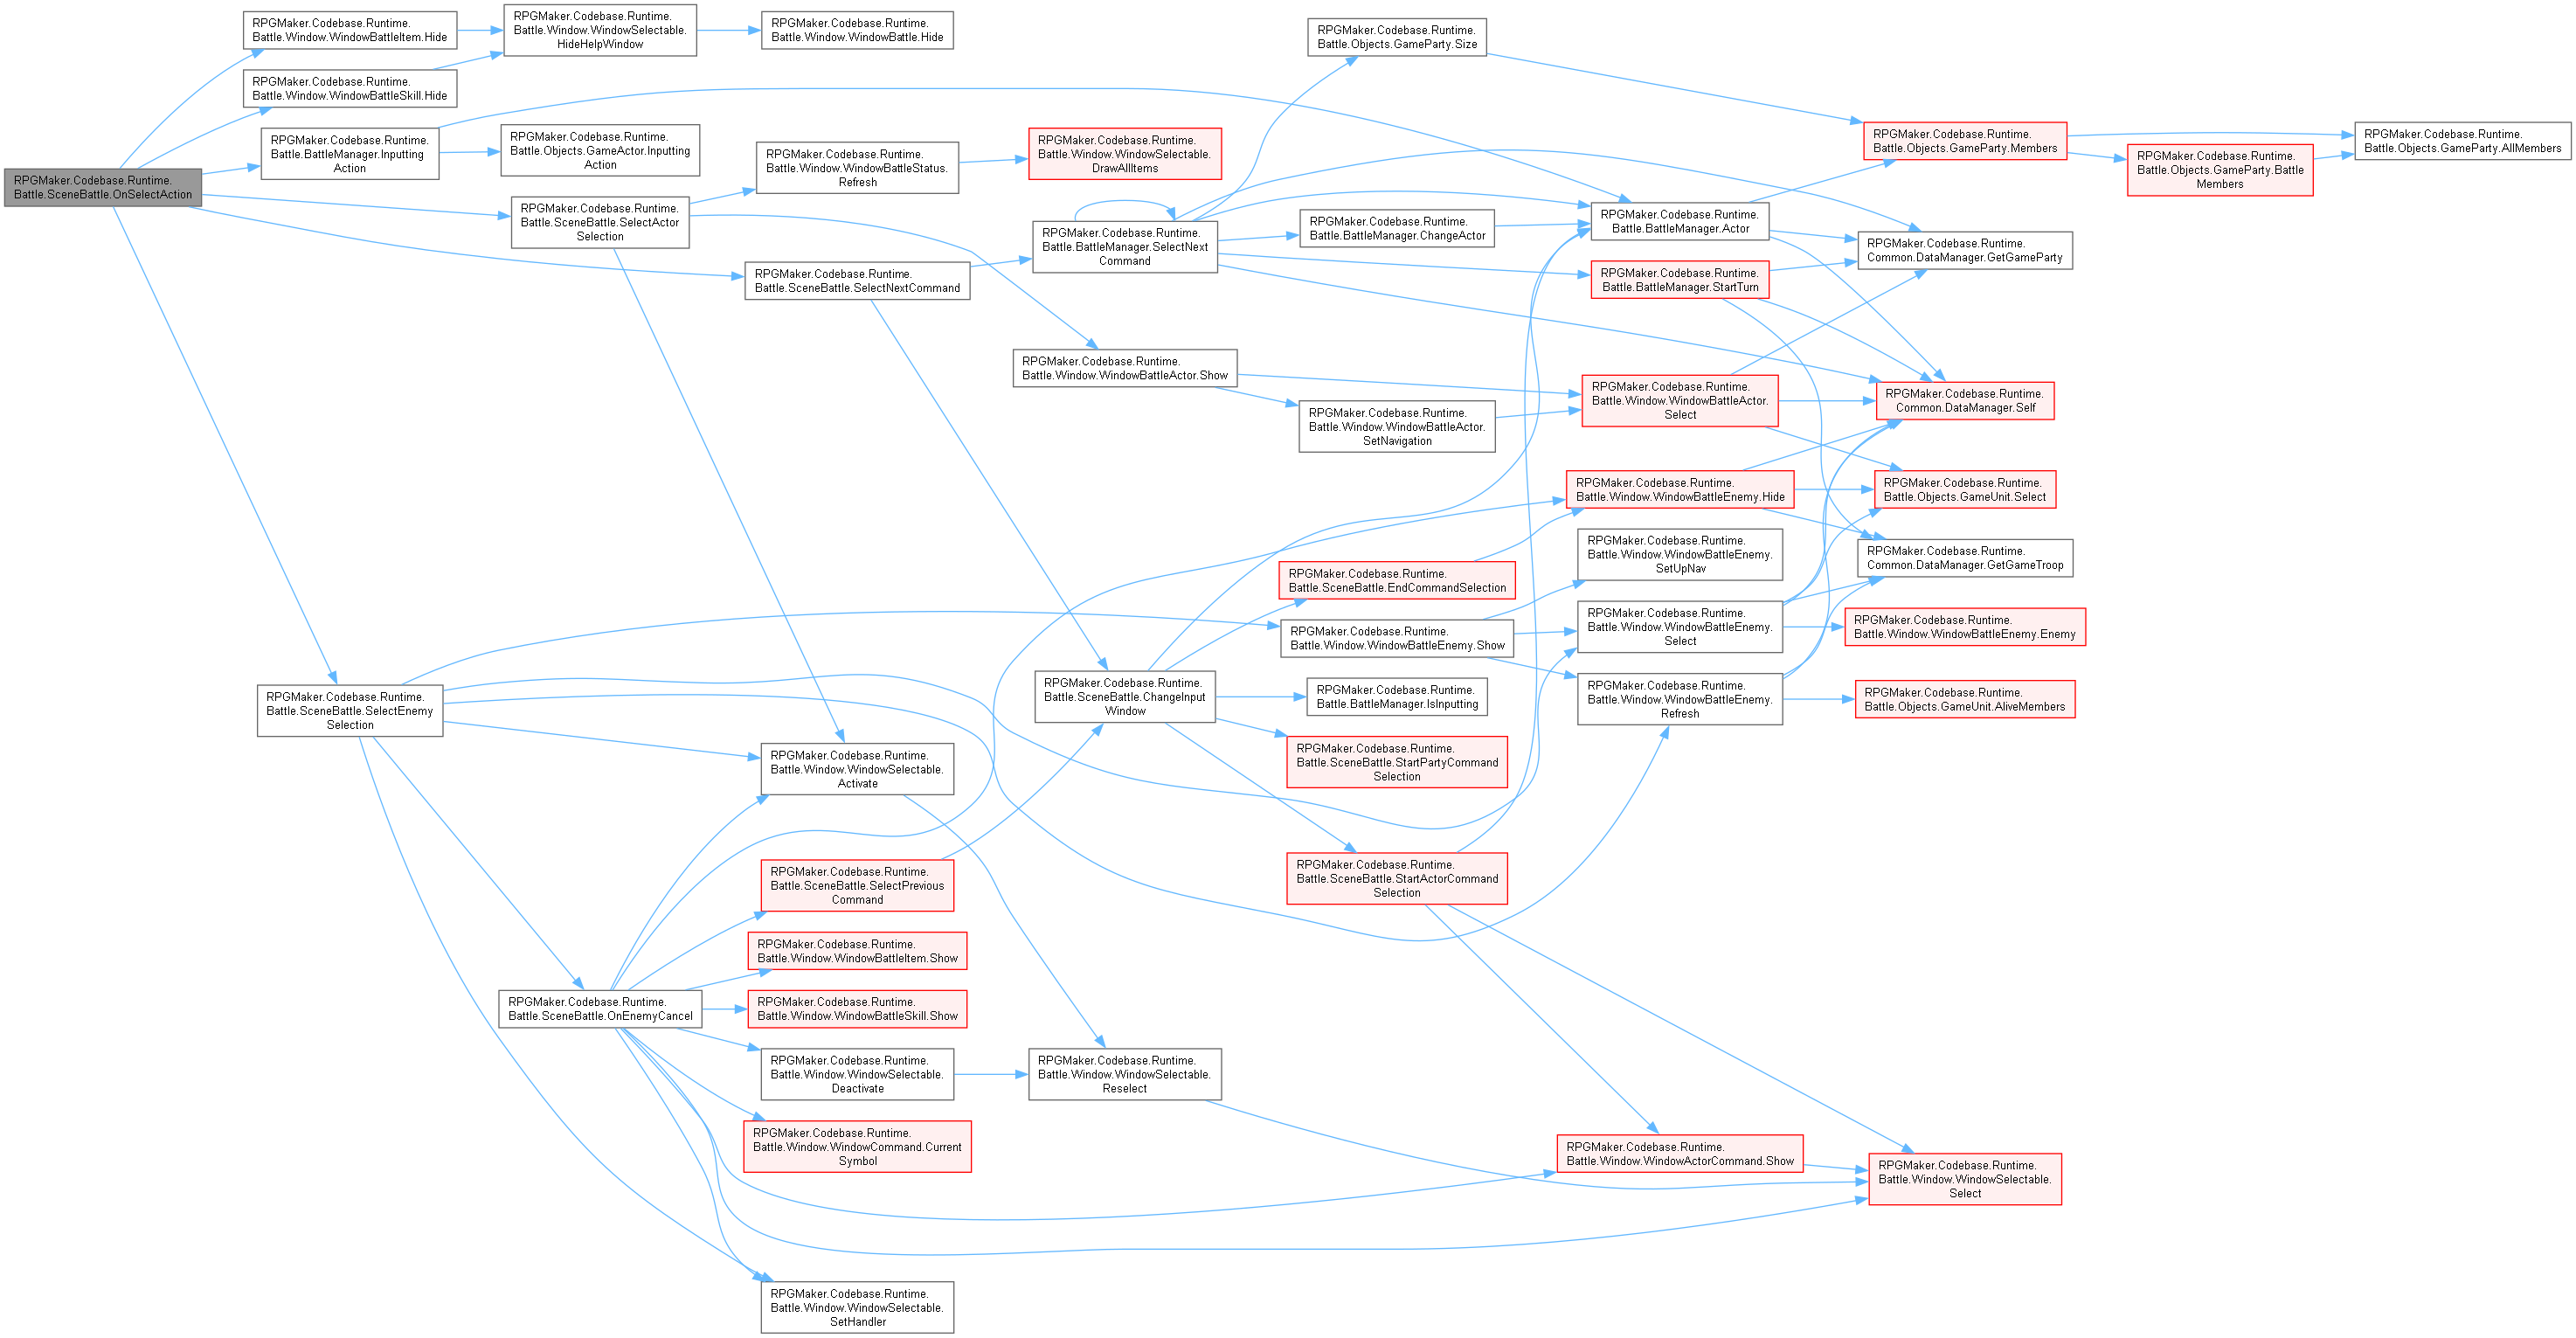 RPGMaker.Codebase.Runtime.
Battle.SceneBattle.OnSelectAction
RPGMaker.Codebase.Runtime.
Battle.Window.WindowBattleItem.Hide
RPGMaker.Codebase.Runtime.
Battle.Window.WindowBattleSkill.Hide
RPGMaker.Codebase.Runtime.
Battle.BattleManager.Inputting
Action
RPGMaker.Codebase.Runtime.
Battle.SceneBattle.SelectEnemy
Selection
RPGMaker.Codebase.Runtime.
Battle.Window.WindowSelectable.
HideHelpWindow
RPGMaker.Codebase.Runtime.
Battle.Objects.GameActor.Inputting
Action
RPGMaker.Codebase.Runtime.
Battle.SceneBattle.SelectActor
Selection
RPGMaker.Codebase.Runtime.
Battle.SceneBattle.OnEnemyCancel
RPGMaker.Codebase.Runtime.
Battle.Window.WindowBattle.Hide
RPGMaker.Codebase.Runtime.
Battle.Window.WindowBattleStatus.
Refresh
RPGMaker.Codebase.Runtime.
Battle.SceneBattle.SelectNextCommand
RPGMaker.Codebase.Runtime.
Battle.Window.WindowSelectable.
Activate
RPGMaker.Codebase.Runtime.
Battle.SceneBattle.SelectPrevious
Command
RPGMaker.Codebase.Runtime.
Battle.Window.WindowBattleItem.Show
RPGMaker.Codebase.Runtime.
Battle.Window.WindowBattleSkill.Show
RPGMaker.Codebase.Runtime.
Battle.Window.WindowSelectable.
Deactivate
RPGMaker.Codebase.Runtime.
Battle.Window.WindowCommand.Current
Symbol
RPGMaker.Codebase.Runtime.
Battle.Window.WindowSelectable.
SetHandler
RPGMaker.Codebase.Runtime.
Battle.Window.WindowSelectable.
DrawAllItems
RPGMaker.Codebase.Runtime.
Battle.BattleManager.SelectNext
Command
RPGMaker.Codebase.Runtime.
Battle.Window.WindowBattleActor.Show
RPGMaker.Codebase.Runtime.
Battle.SceneBattle.ChangeInput
Window
RPGMaker.Codebase.Runtime.
Battle.Window.WindowSelectable.
Reselect
RPGMaker.Codebase.Runtime.
Battle.Objects.GameParty.Size
RPGMaker.Codebase.Runtime.
Battle.BattleManager.ChangeActor
RPGMaker.Codebase.Runtime.
Battle.Window.WindowBattleActor.
SetNavigation
RPGMaker.Codebase.Runtime.
Battle.SceneBattle.EndCommandSelection
RPGMaker.Codebase.Runtime.
Battle.Window.WindowBattleEnemy.Show
RPGMaker.Codebase.Runtime.
Battle.BattleManager.IsInputting
RPGMaker.Codebase.Runtime.
Battle.SceneBattle.StartPartyCommand
Selection
RPGMaker.Codebase.Runtime.
Battle.SceneBattle.StartActorCommand
Selection
RPGMaker.Codebase.Runtime.
Battle.BattleManager.Actor
RPGMaker.Codebase.Runtime.
Battle.BattleManager.StartTurn
RPGMaker.Codebase.Runtime.
Battle.Window.WindowBattleActor.
Select
RPGMaker.Codebase.Runtime.
Battle.Window.WindowBattleEnemy.Hide
RPGMaker.Codebase.Runtime.
Battle.Window.WindowBattleEnemy.
SetUpNav
RPGMaker.Codebase.Runtime.
Battle.Window.WindowBattleEnemy.
Select
RPGMaker.Codebase.Runtime.
Battle.Window.WindowBattleEnemy.
Refresh
RPGMaker.Codebase.Runtime.
Battle.Window.WindowActorCommand.Show
RPGMaker.Codebase.Runtime.
Battle.Objects.GameParty.Members
RPGMaker.Codebase.Runtime.
Common.DataManager.GetGameParty
RPGMaker.Codebase.Runtime.
Common.DataManager.Self
RPGMaker.Codebase.Runtime.
Battle.Objects.GameUnit.Select
RPGMaker.Codebase.Runtime.
Common.DataManager.GetGameTroop
RPGMaker.Codebase.Runtime.
Battle.Window.WindowBattleEnemy.Enemy
RPGMaker.Codebase.Runtime.
Battle.Objects.GameUnit.AliveMembers
RPGMaker.Codebase.Runtime.
Battle.Window.WindowSelectable.
Select
RPGMaker.Codebase.Runtime.
Battle.Objects.GameParty.Battle
Members
RPGMaker.Codebase.Runtime.
Battle.Objects.GameParty.AllMembers